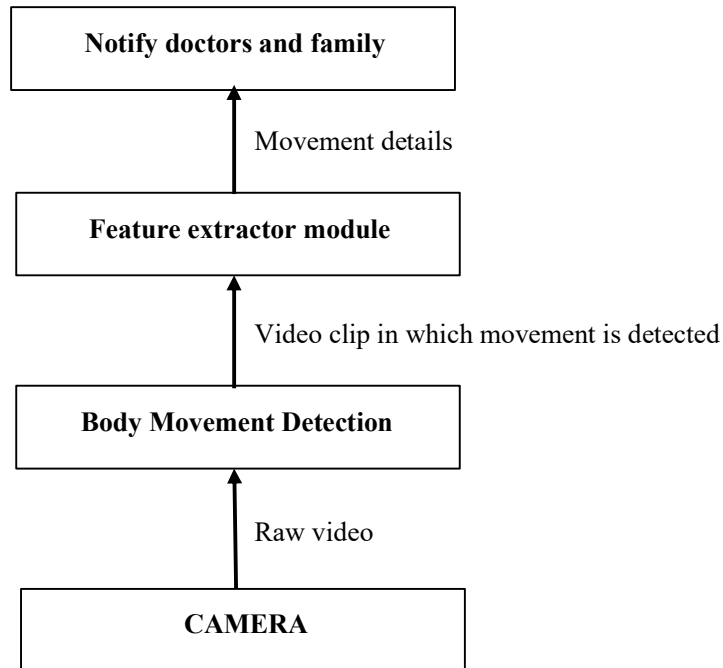 Notify doctors and family
Movement details
Feature extractor module
Video clip in which movement is detected
Body Movement Detection
Raw video
CAMERA